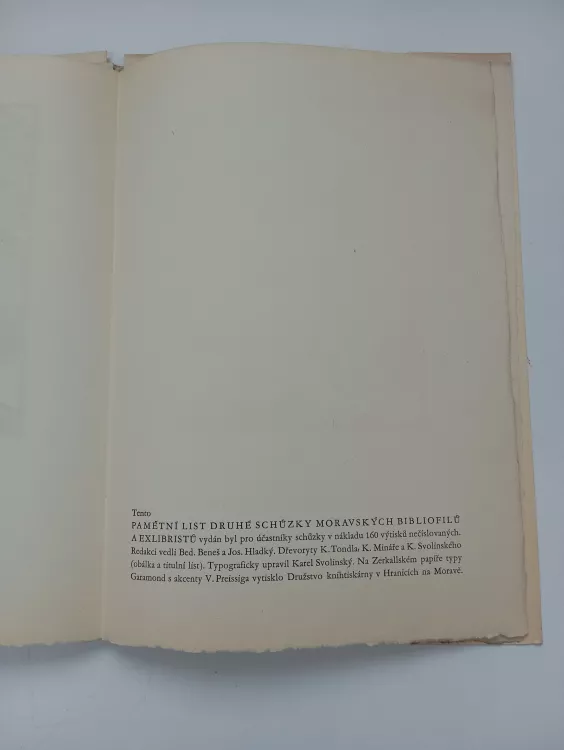 Tento
PAMĚTNÍ LIST DRUHÉ SCHŮZKY MORAVSKÝCH BIBLIOFILŮ
A EXLIBRISTŮ vydán byl pro účastníky schůzky v nákladu 160 výtisků nečíslovaných.
Redakci vedli Bed. Beneš a Jos. Hladký. Dřevoryty K. Tondla, K. Mináře a K. Svolinského
(obálka a titulní list). Typograficky upravil Karel Svolinský. Na Zerkallském papíře typy
Garamond s akcenty V. Preissiga vytisklo Družstvo knihtiskárny v Hranicích na Moravě.